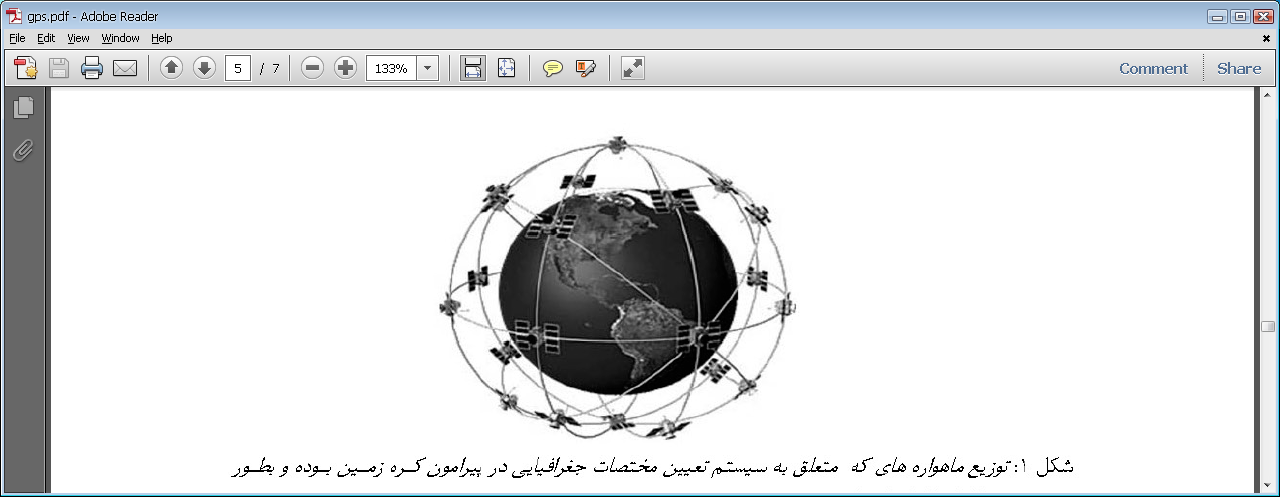 gps.pdf - Adobe Reader
File Edit View Window Help
5 / 7 133% Comment Share
شکل ۱: توزیع ماهواره های که متعلق به سیستم تعیین مختصات جغرافیایی در پیرامون کره زمین بوده و بطور